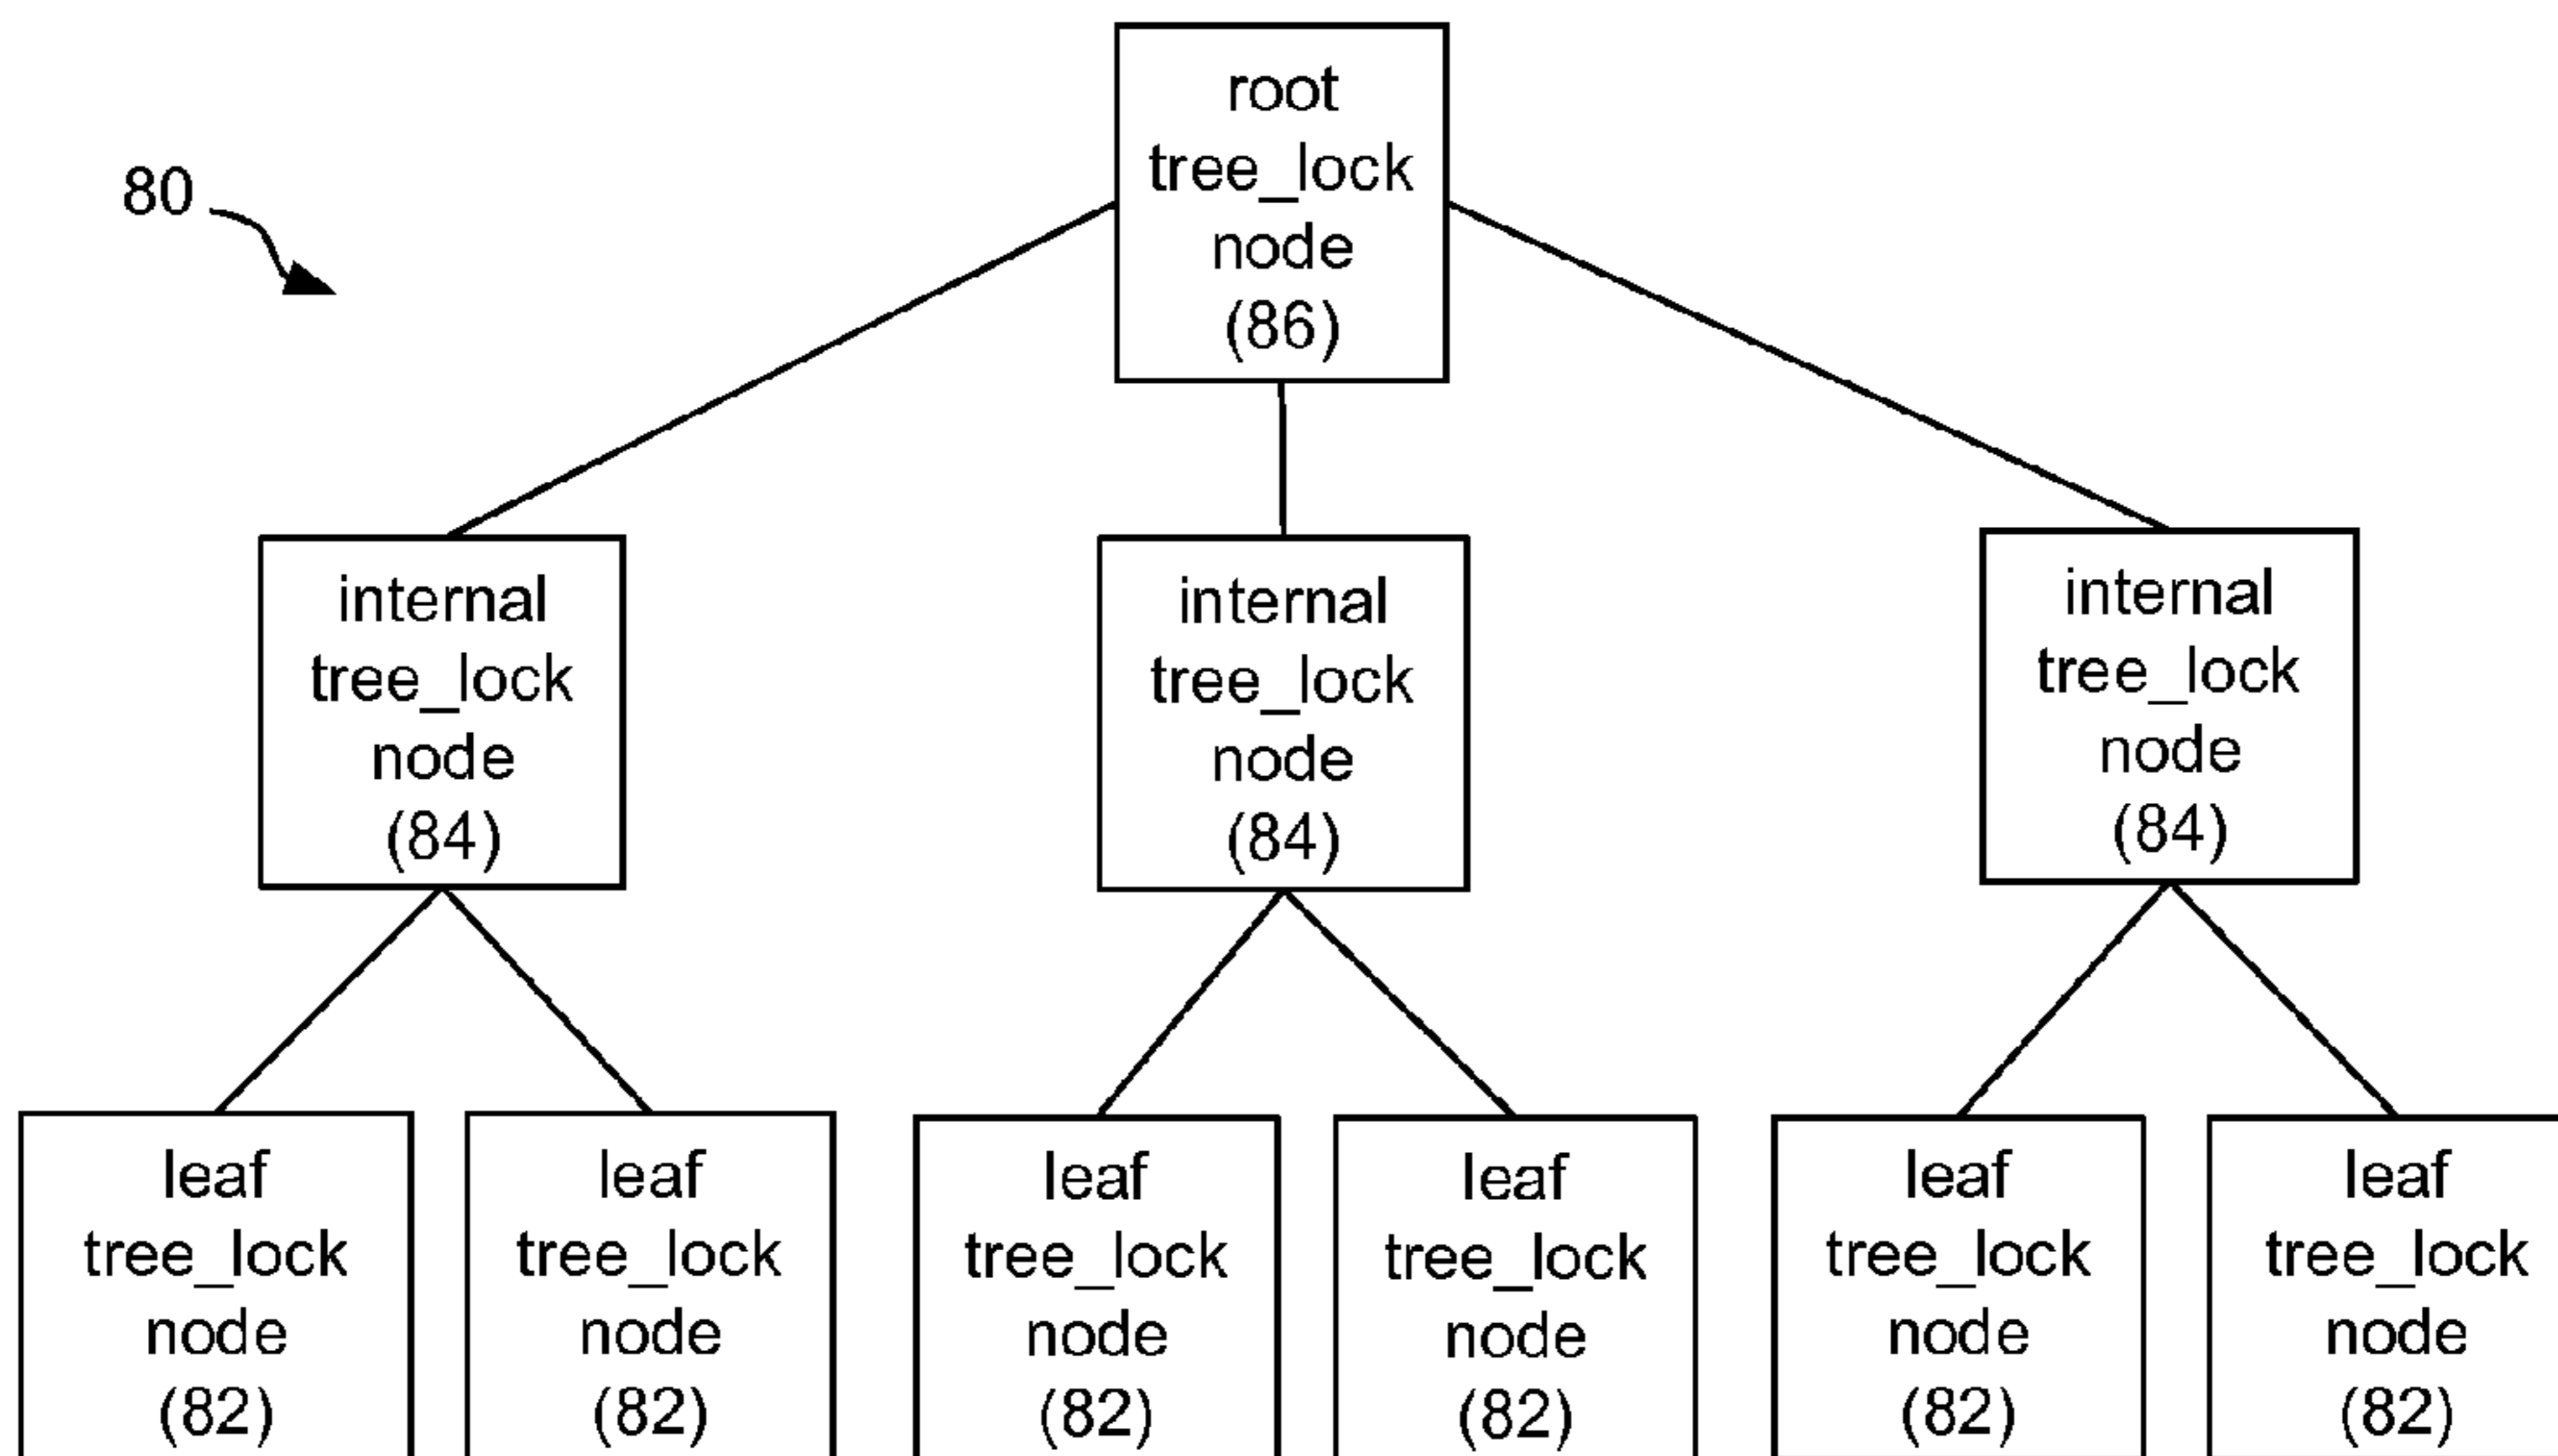 root
tree_lock
node
(86)
80
internal
tree_lock
node
(84)
internal
tree_lock
node
(84)
internal
tree_lock
node
(84)
leaf
tree_lock
node
(82)
leaf
tree_lock
node
(82)
leaf
tree_lock
node
(82)
leaf
tree_lock
node
(82)
leaf
tree_lock
node
(82)
leaf
tree_lock
node
(82)